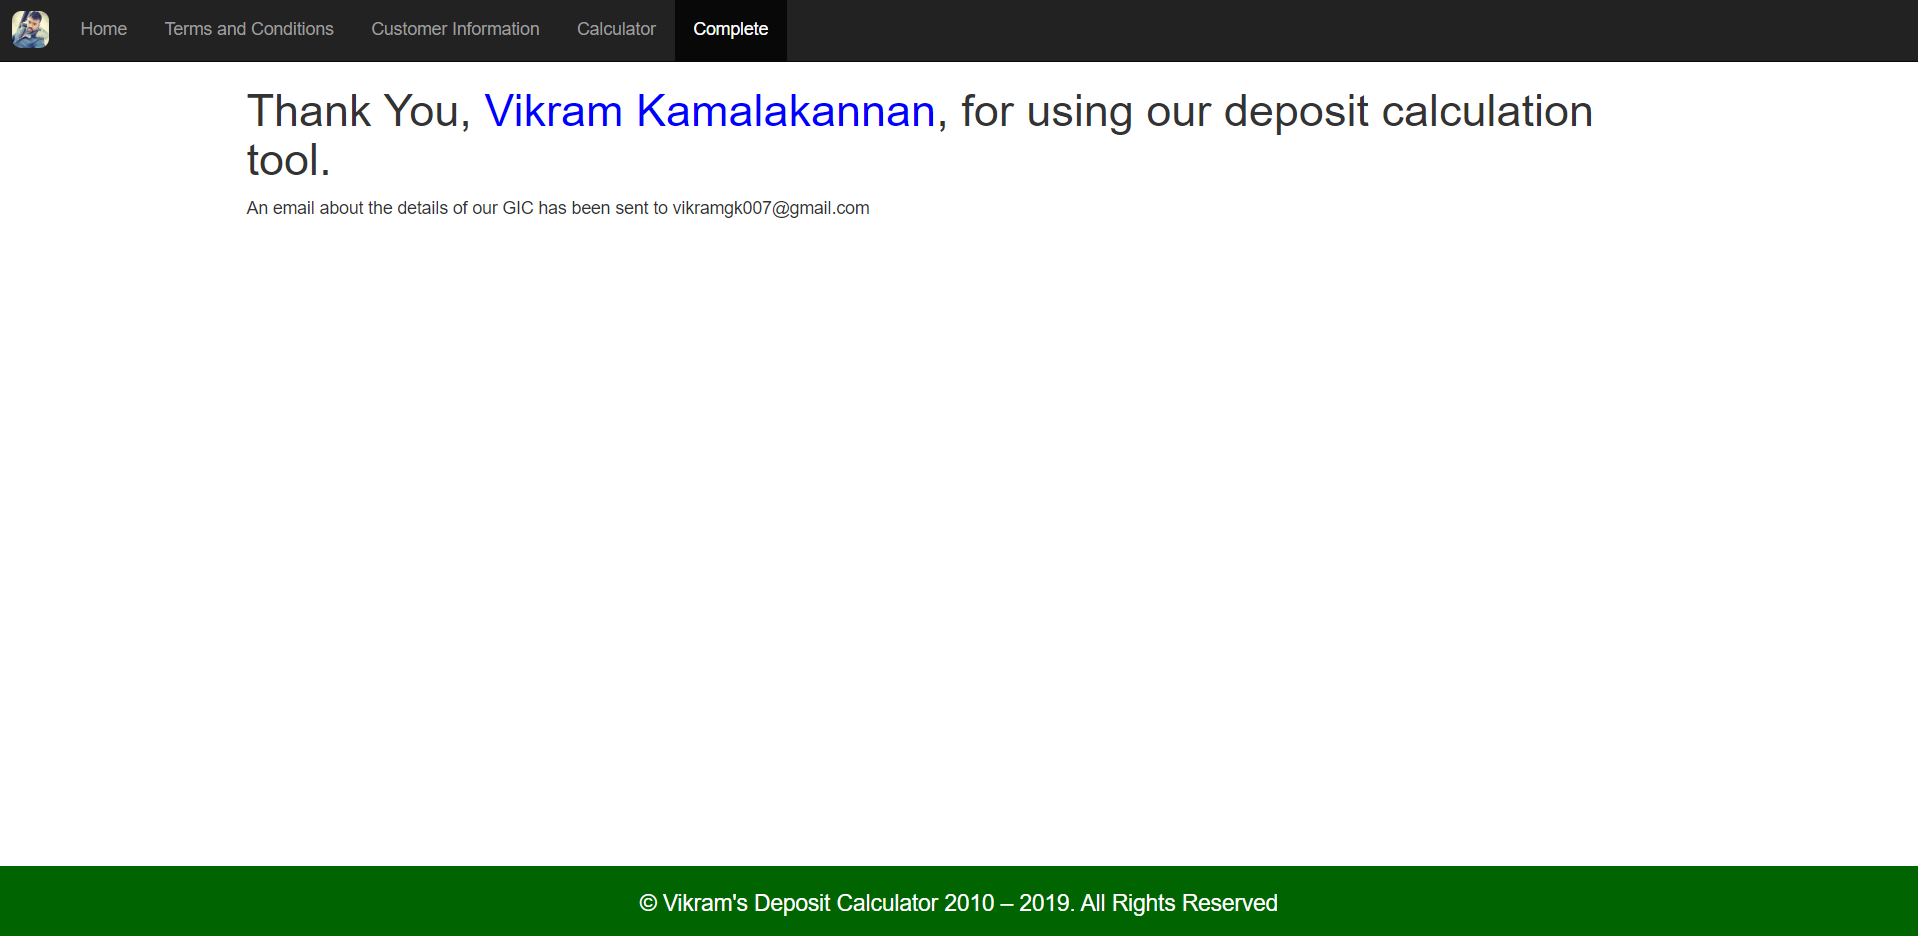 Home Terms and Conditions Customer Information Calculator Complete
Thank You, Vikram Kamalakannan, for using our deposit calculation
tool.
An email about the details of our GIC has been sent to vikramgk007@gmail.com
© Vikram's Deposit Calculator 2010 – 2019. All Rights Reserved